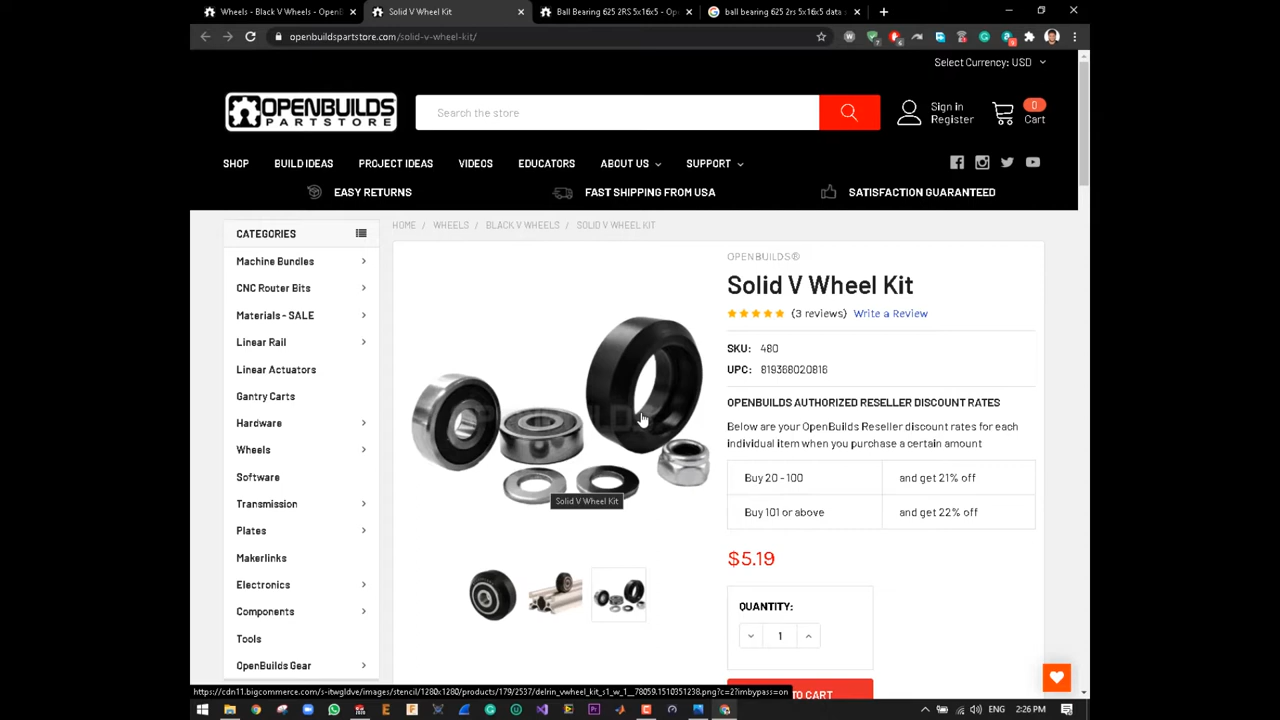 Wheels - Black V Wheels - OpenB
Solid V Wheel Kit
Ball Bearing 625 2RS 5x16x5 - Op
ball bearing 625 2rs 5x16x5 data s
openbuildspartstore.com/solid-v-wheel-kit/
Select Currency: USD
OPENBUILDS
PARTSTORE
Search the store
Sign in
Register
0
Cart
SHOP
BUILD IDEAS
PROJECT IDEAS
VIDEOS
EDUCATORS
ABOUT US
SUPPORT
EASY RETURNS
FAST SHIPPING FROM USA
SATISFACTION GUARANTEED
HOME / WHEELS / BLACK V WHEELS / SOLID V WHEEL KIT
CATEGORIES
Machine Bundles
CNC Router Bits
Materials - SALE
Linear Rail
Linear Actuators
Gantry Carts
Hardware
Wheels
Software
Transmission
Plates
Makerlinks
Electronics
Components
Tools
OpenBuilds Gear
Solid V Wheel Kit
OPENBUILDS®
Solid V Wheel Kit
(3 reviews) Write a Review
SKU: 480
UPC: 819368020816
OPENBUILDS AUTHORIZED RESELLER DISCOUNT RATES
Below are your OpenBuilds Reseller discount rates for each
individual item when you purchase a certain amount
Buy 20 - 100 and get 21% off
Buy 101 or above and get 22% off
$5.19
QUANTITY:
1
TO CART
https://cdn11.bigcommerce.com/s-itwgldve/images/stencil/1280x1280/products/179/2537/delrin_vwheel_kit_s1_w_1__78059.1510351238.png?c=2?imbypass=on
ENG 2:26 PM